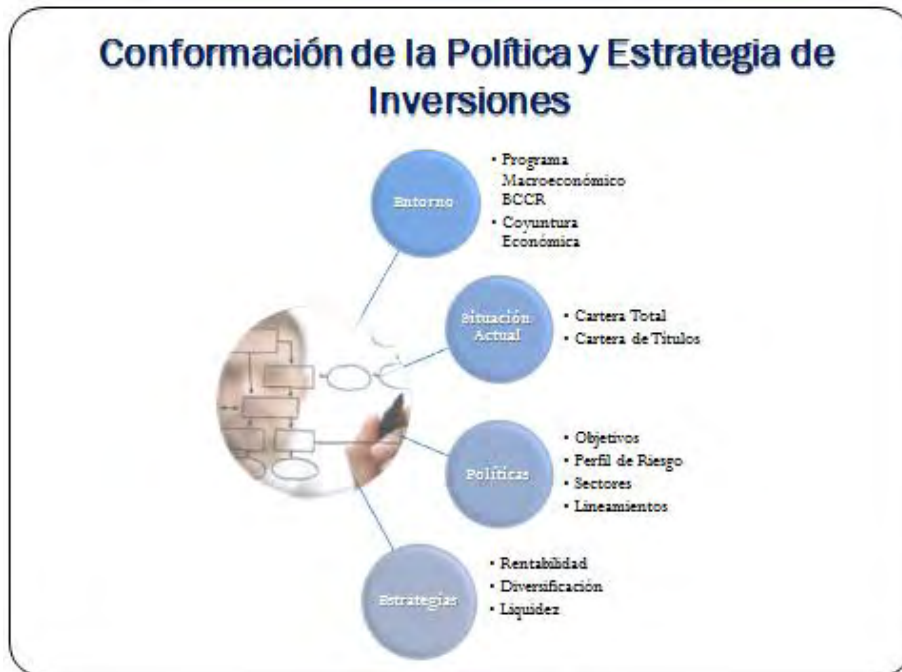 Conformación de la Política y Estrategia de
Inversiones
Entorno
• Programa
Macroeconómico
BCCR
• Coyuntura
Económica
Situación
Actual
• Cartera Total
• Cartera de Títulos
Políticas
• Objetivos
• Perfil de Riesgo
• Sectores
• Lineamientos
Estrategias
• Rentabilidad
• Diversificación
• Liquidez